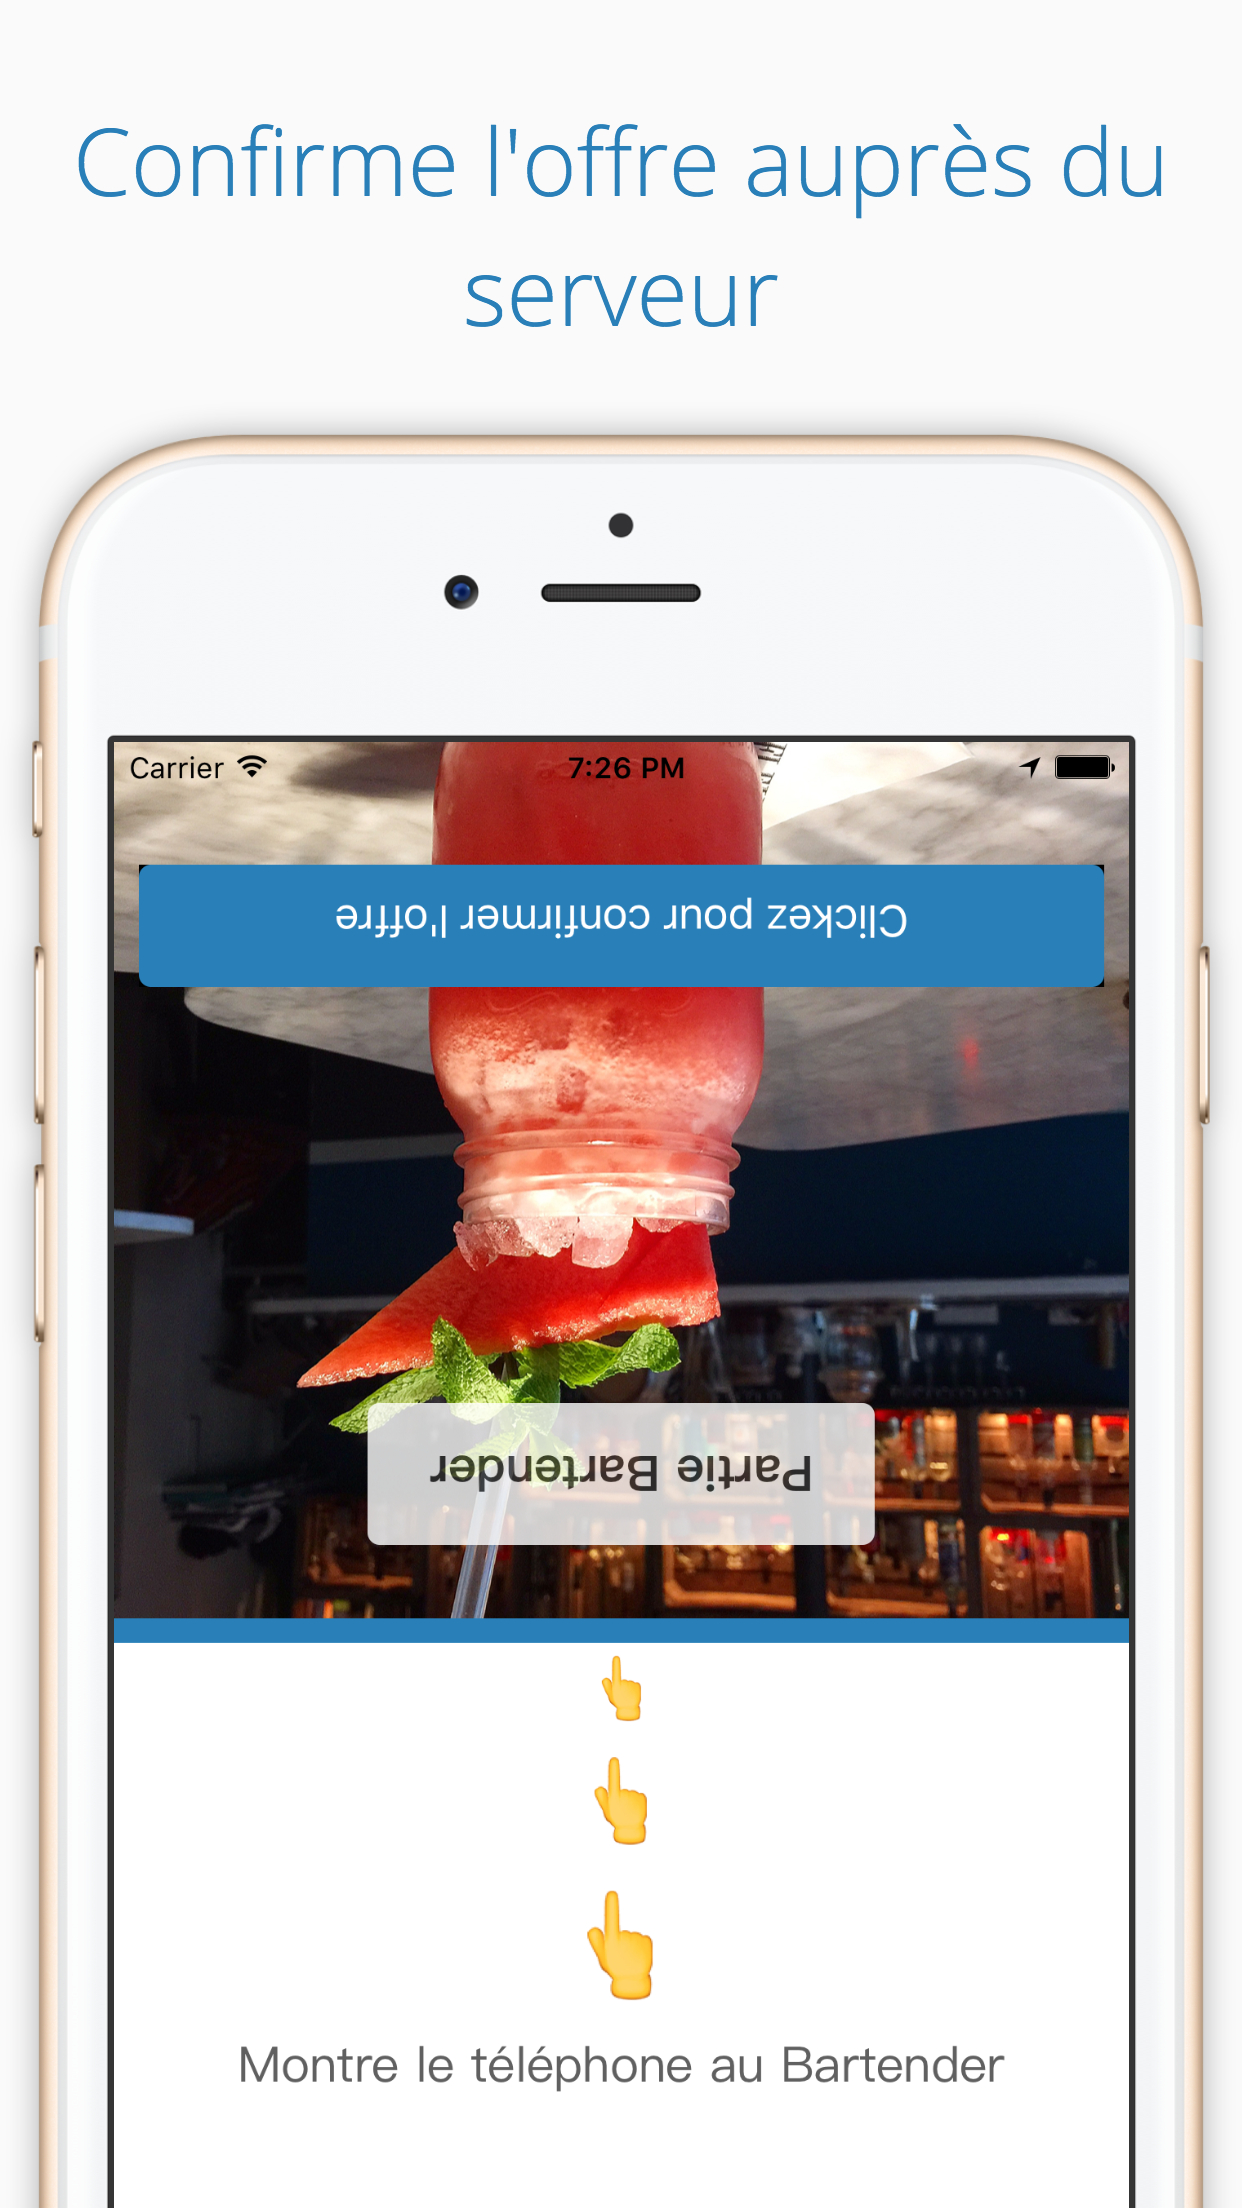 Confirme l'offre auprès du
serveur
Carrier 7:26 PM
Clickez pour confirmer l'offre
Partie Bartender
Montre le téléphone au Bartender